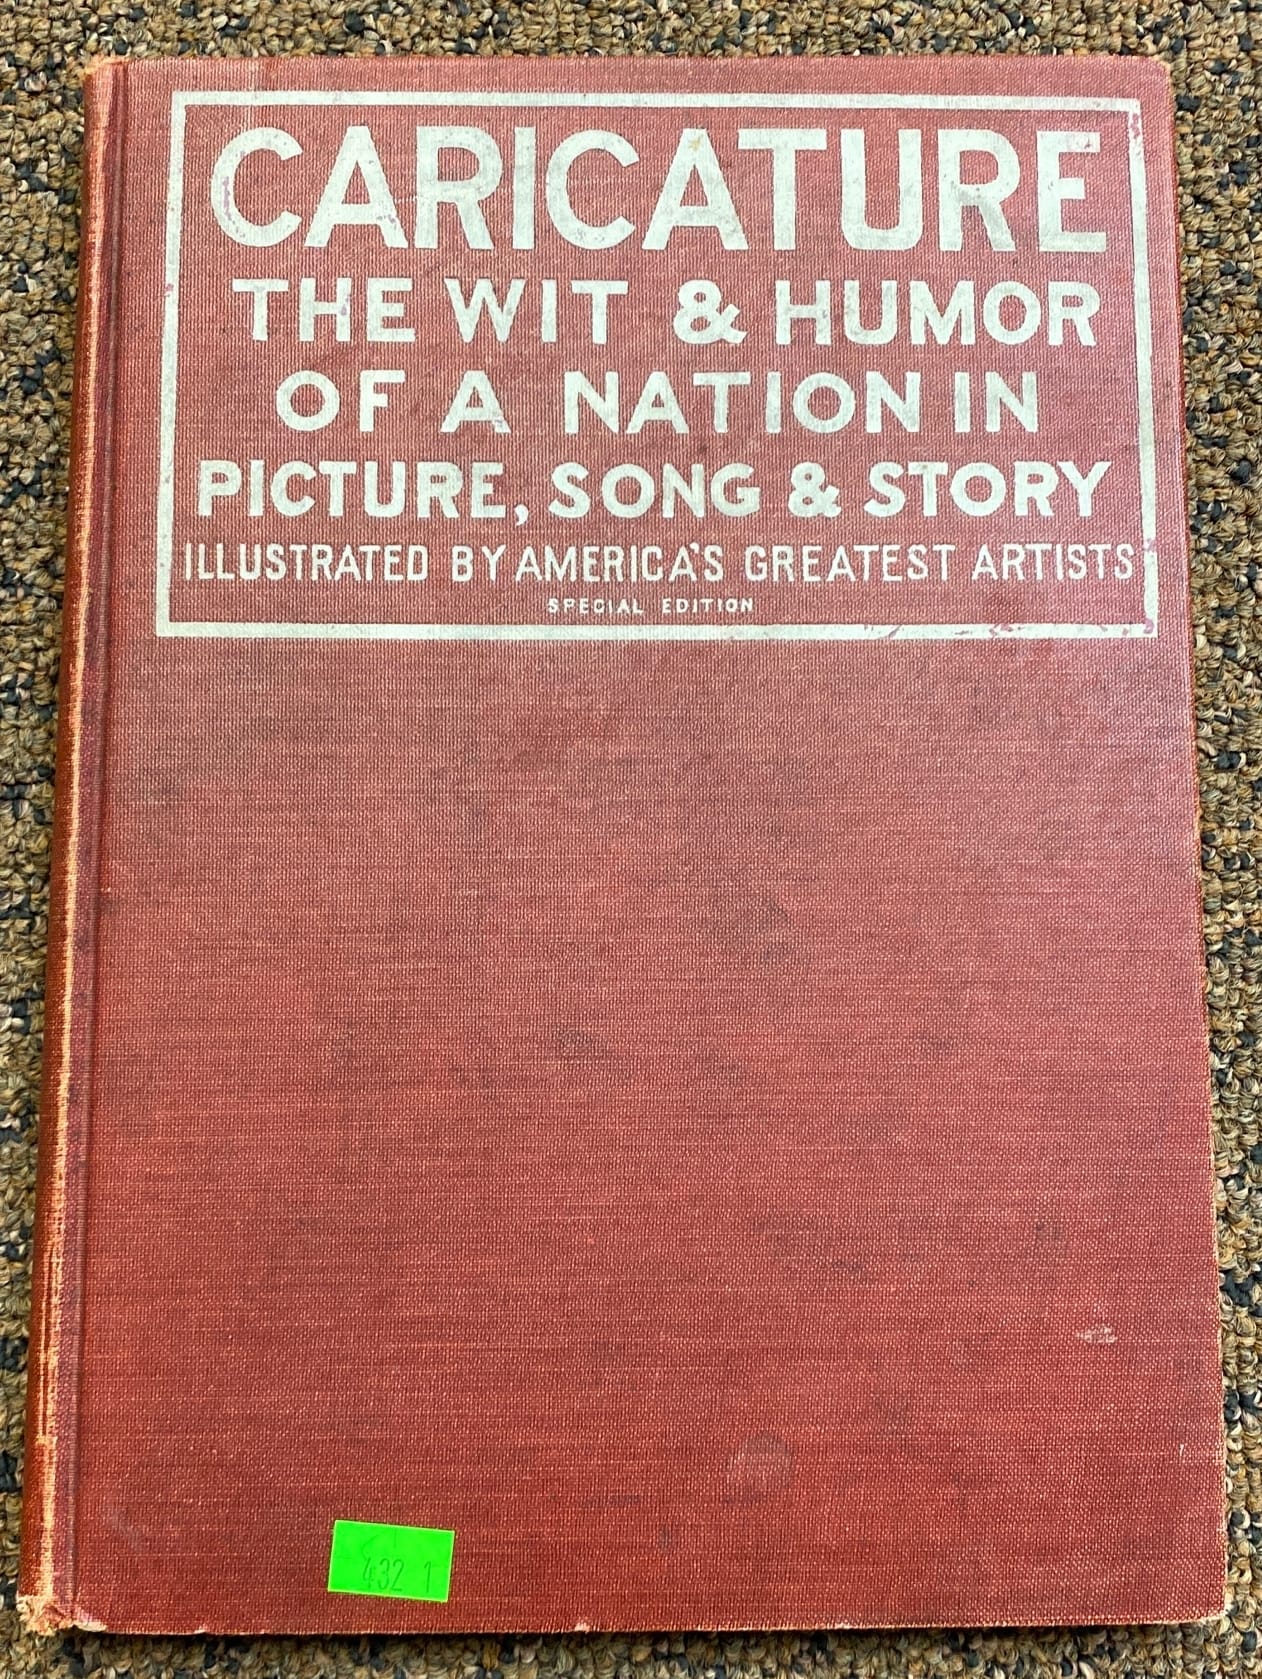 CARICATURE
THE WIT & HUMOR
OF A NATION IN
PICTURE, SONG & STORY
ILLUSTRATED BY AMERICA'S GREATEST ARTISTS
SPECIAL EDITION
432 1